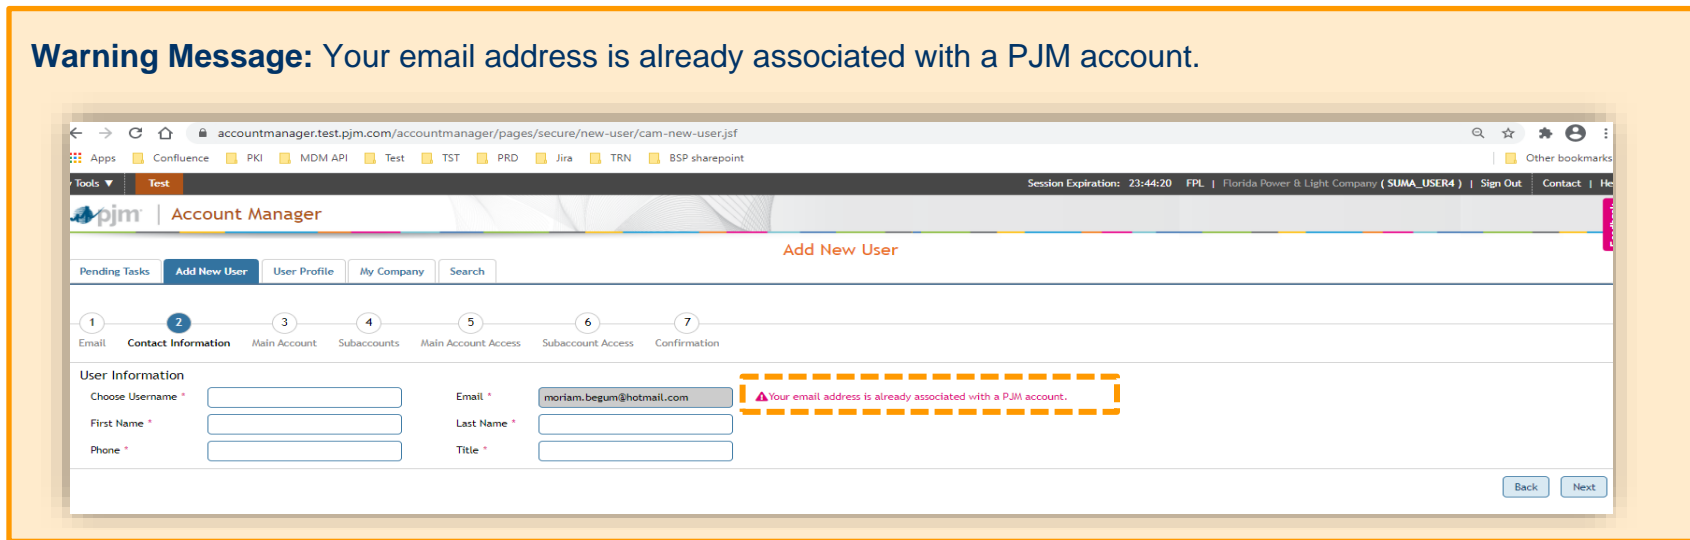 Warning Message: Your email address is already associated with a PJM account.
accountmanager.test.pjm.com/accountmanager/pages/secure/new-user/cam-new-user.jsf
Apps Confluence PKI MDM API Test TST PRD Jira TRN BSP sharepoint Other bookmarks
Tools ▼ Test Session Expiration: 23:44:20 FPL | Florida Power & Light Company ( SUMA_USER4 ) | Sign Out Contact |
pjm | Account Manager
Add New User
Pending Tasks Add New User User Profile My Company Search
1 2 3 4 5 6 7
Email Contact Information Main Account Subaccounts Main Account Access Subaccount Access Confirmation
User Information
Choose Username * Email * moriam.begum@hotmail.com Your email address is already associated with a PJM account.
First Name * Last Name *
Phone * Title *
Back Next